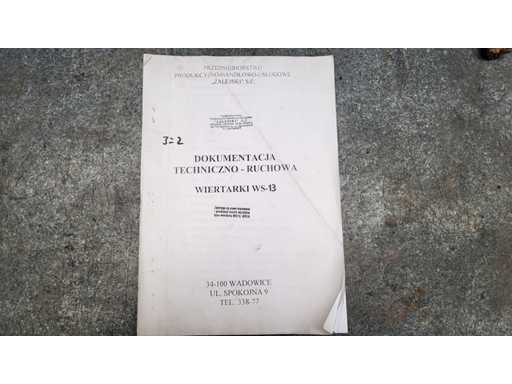 PRZEDSIĘBIORSTWO
PRODUKCYJNO-HANDLOWO-USŁUGOWE
„ZALEJSKI" S.C.
3=2
DOKUMENTACJA
TECHNICZNO - RUCHOWA
WIERTARKI WS-13
34-100 WADOWICE
UL. SPOKOJNA 9
TEL. 338-77